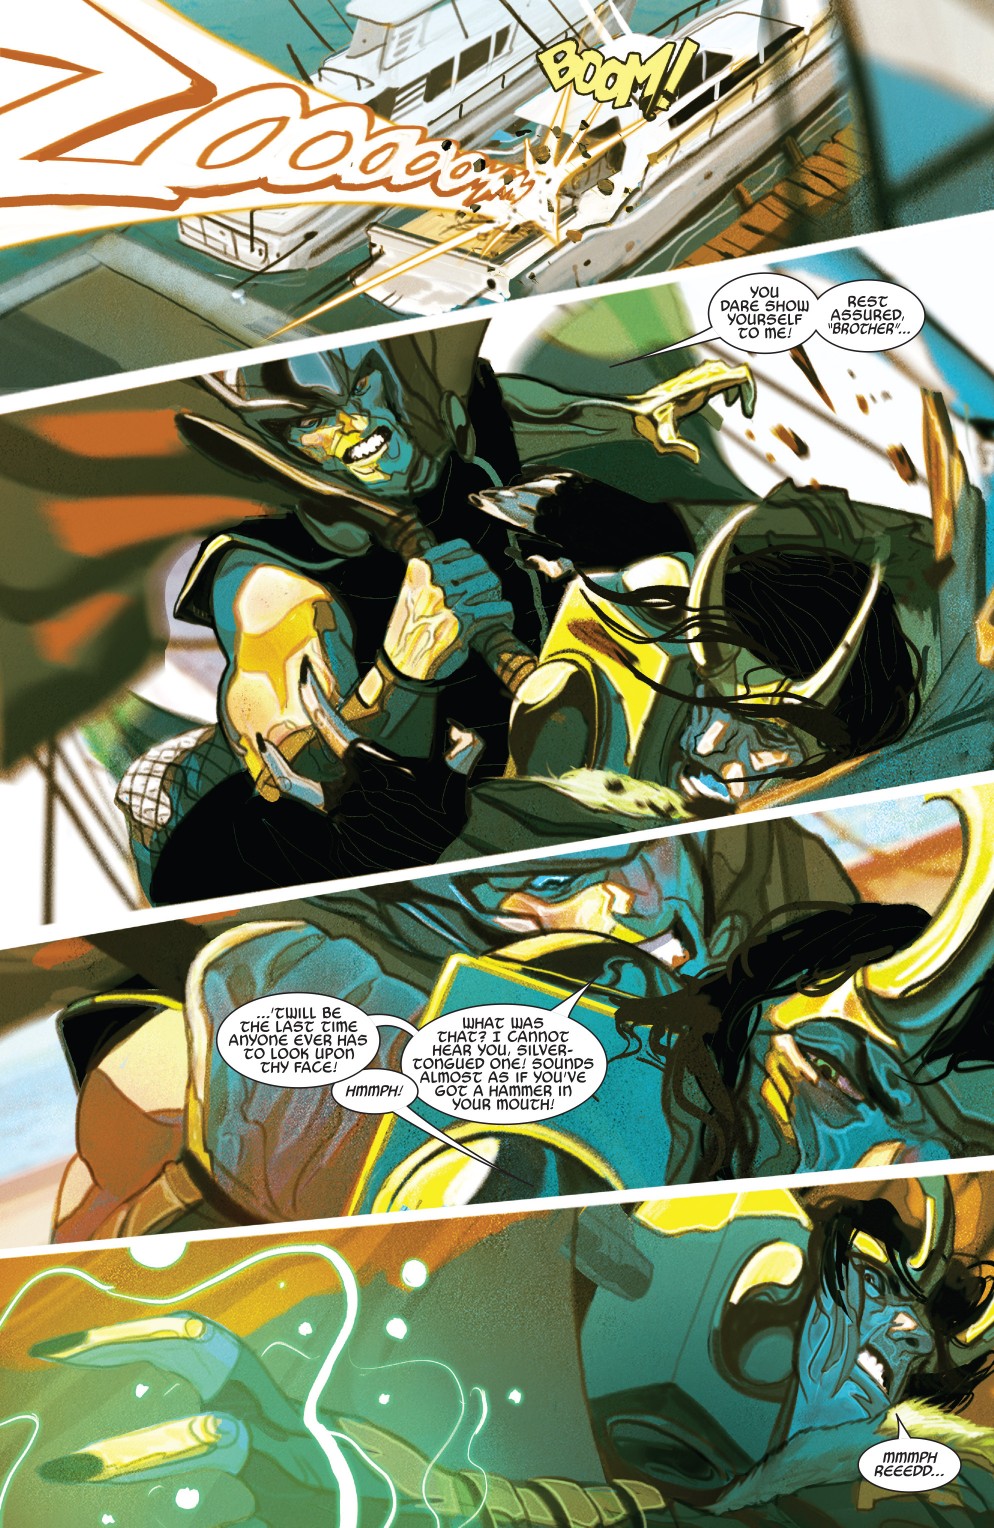 ZOOOOOOOM
BOOM!
YOU
DARE SHOW
YOURSELF
TO ME!
REST
ASSURED,
"BROTHER"...
...'TWILL BE
THE LAST TIME
ANYONE EVER HAS
TO LOOK UPON
THY FACE!
HMMPH!
WHAT WAS
THAT? I CANNOT
HEAR YOU, SILVER-
TONGUED ONE! SOUNDS
ALMOST AS IF YOU'VE
GOT A HAMMER IN
YOUR MOUTH!
MMMPH
REEEDD...